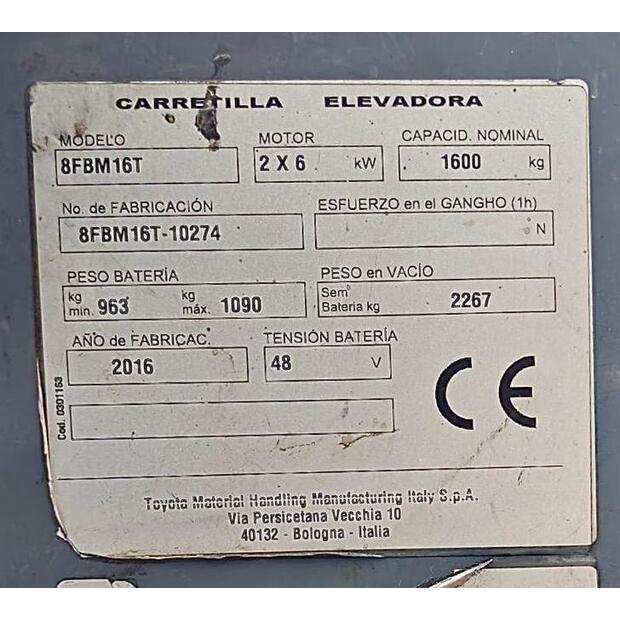 CARRETILLA ELEVADORA
MODELO MOTOR CAPACID. NOMINAL
8FBM16T 2 X 6 kW 1600 kg
No. de FABRICACIÓN ESFUERZO en el GANGHO (1h)
8FBM16T-10274 N
PESO BATERÍA PESO en VACÍO
kg min. 963 kg máx. 1090 Sem Bateria kg 2267
AÑO de FABRICAC. TENSIÓN BATERÍA
2016 48 V
CE
Cod. 0301163
Toyota Material Handling Manufacturing Italy S.p.A.
Via Persicetana Vecchia 10
40132 - Bologna - Italia